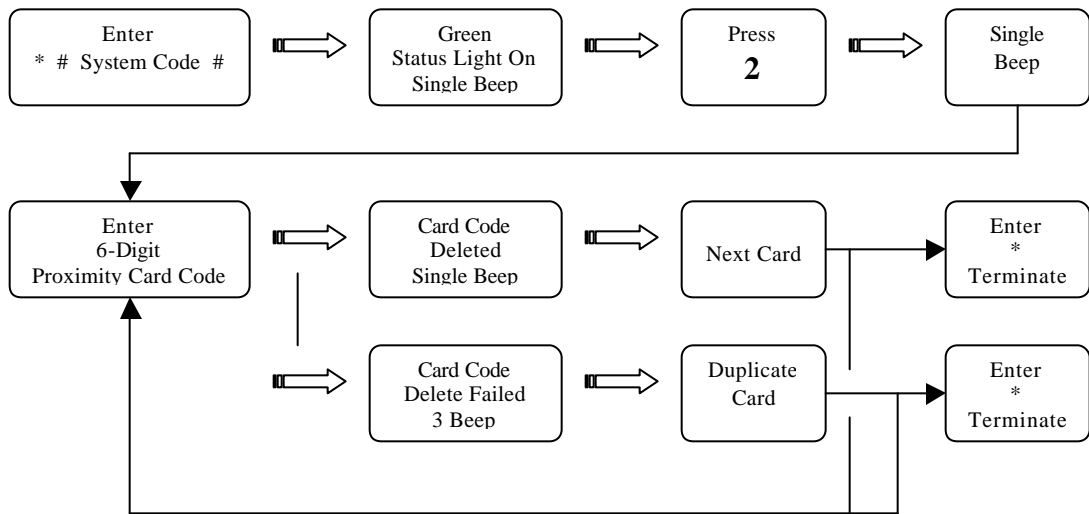 Enter
* # System Code #
Green
Status Light On
Single Beep
Press
2
Single
Beep
Enter
6-Digit
Proximity Card Code
Card Code
Deleted
Single Beep
Next Card
Enter
*
Terminate
Card Code
Delete Failed
3 Beep
Duplicate
Card
Enter
*
Terminate